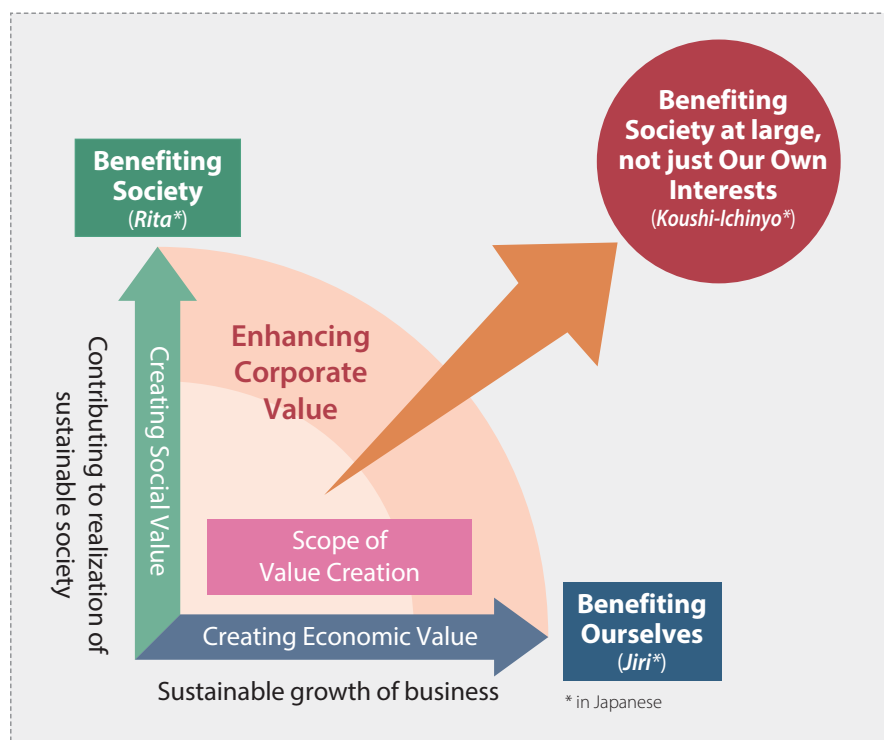 Benefiting
Society at large,
not just Our Own
Interests
(Koushi-Ichinyo*)
Benefiting
Society
(Rita*)
Enhancing
Corporate
Value
Creating Social Value
Contributing to realization of
sustainable society
Scope of
Value Creation
Creating Economic Value
Sustainable growth of business
Benefiting
Ourselves
(Jiri*)
* in Japanese